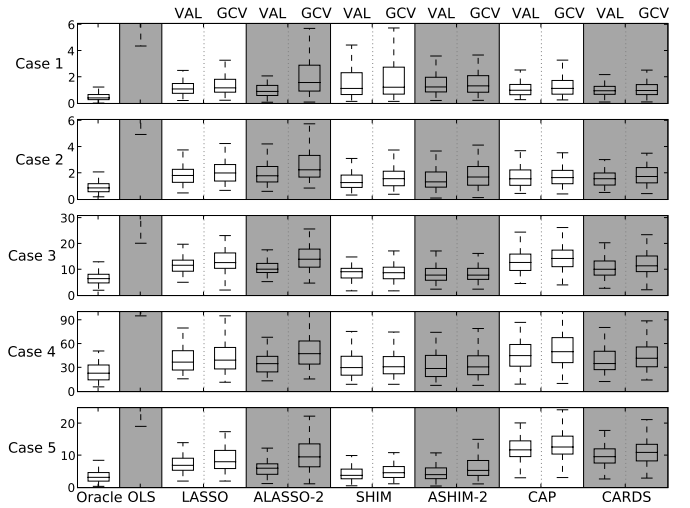 VAL GCV VAL GCV VAL GCV VAL GCV VAL GCV VAL GCV
6
4
2
0
Case 1
6
4
2
0
Case 2
30
20
10
0
Case 3
90
60
30
0
Case 4
20
10
0
Case 5
Oracle OLS LASSO ALASSO-2 SHIM ASHIM-2 CAP CARDS